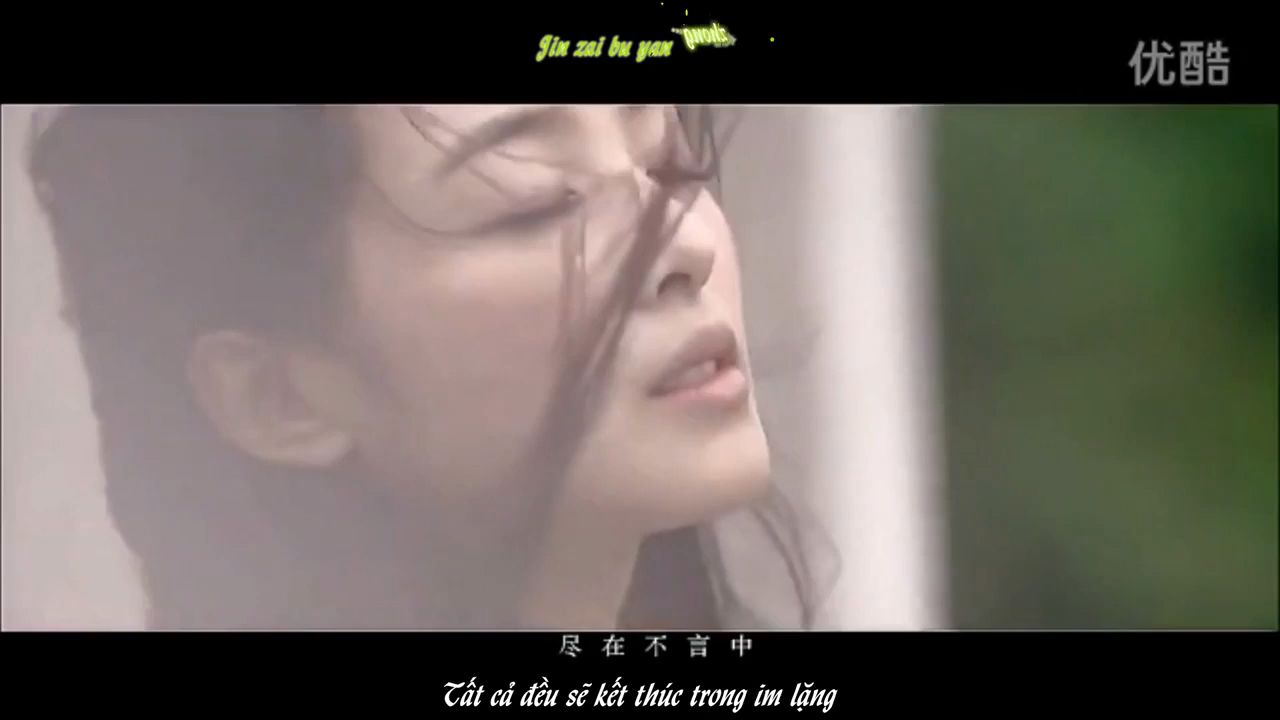 Jin zai bu yan zhong
优酷
尽在不言中
Tất cả đều sẽ kết thúc trong im lặng